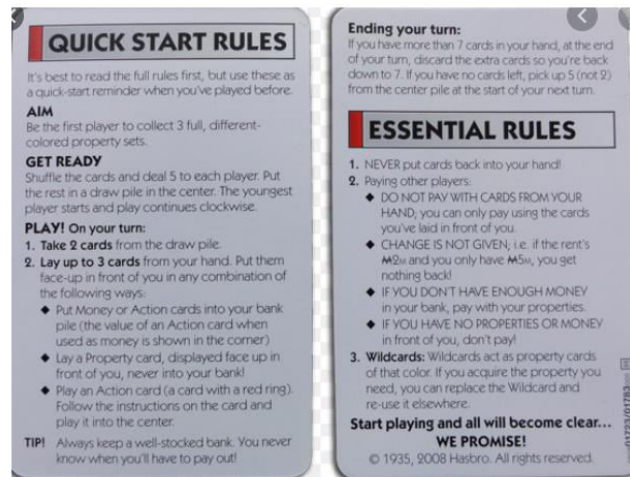 QUICK START RULES
It's best to read the full rules first, but use these as
a quick-start reminder when you've played before.
AIM
Be the first player to collect 3 full, different-
colored property sets.
GET READY
Shuffle the cards and deal 5 to each player. Put
the rest in a draw pile in the center. The youngest
player starts and play continues clockwise.
PLAY! On your turn:
1. Take 2 cards from the draw pile.
2. Lay up to 3 cards from your hand. Put them
face-up in front of you in any combination of
the following ways:
◆ Put Money or Action cards into your bank
pile (the value of an Action card when
used as money is shown in the corner)
◆ Lay a Property card, displayed face up in
front of you, never into your bank!
◆ Play an Action card (a card with a red ring).
Follow the instructions on the card and
play it into the center.
TIP! Always keep a well-stocked bank. You never
know when you'll have to pay out!
Ending your turn:
If you have more than 7 cards in your hand, at the end
of your turn, discard the extra cards so you're back
down to 7. If you have no cards left, pick up 5 (not 2)
from the center pile at the start of your next turn.
ESSENTIAL RULES
1. NEVER put cards back into your hand!
2. Paying other players:
◆ DO NOT PAY WITH CARDS FROM YOUR
HAND; you can only pay using the cards
you've laid in front of you.
◆ CHANGE IS NOT GIVEN; i.e. if the rent's
M2M and you only have M5M, you get
nothing back!
◆ IF YOU DON'T HAVE ENOUGH MONEY
in your bank, pay with your properties.
◆ IF YOU HAVE NO PROPERTIES OR MONEY
in front of you, don't pay!
3. Wildcards: Wildcards act as property cards
of that color. If you acquire the property you
need, you can replace the Wildcard and
re-use it elsewhere.
Start playing and all will become clear...
WE PROMISE!
© 1935, 2008 Hasbro. All rights reserved.